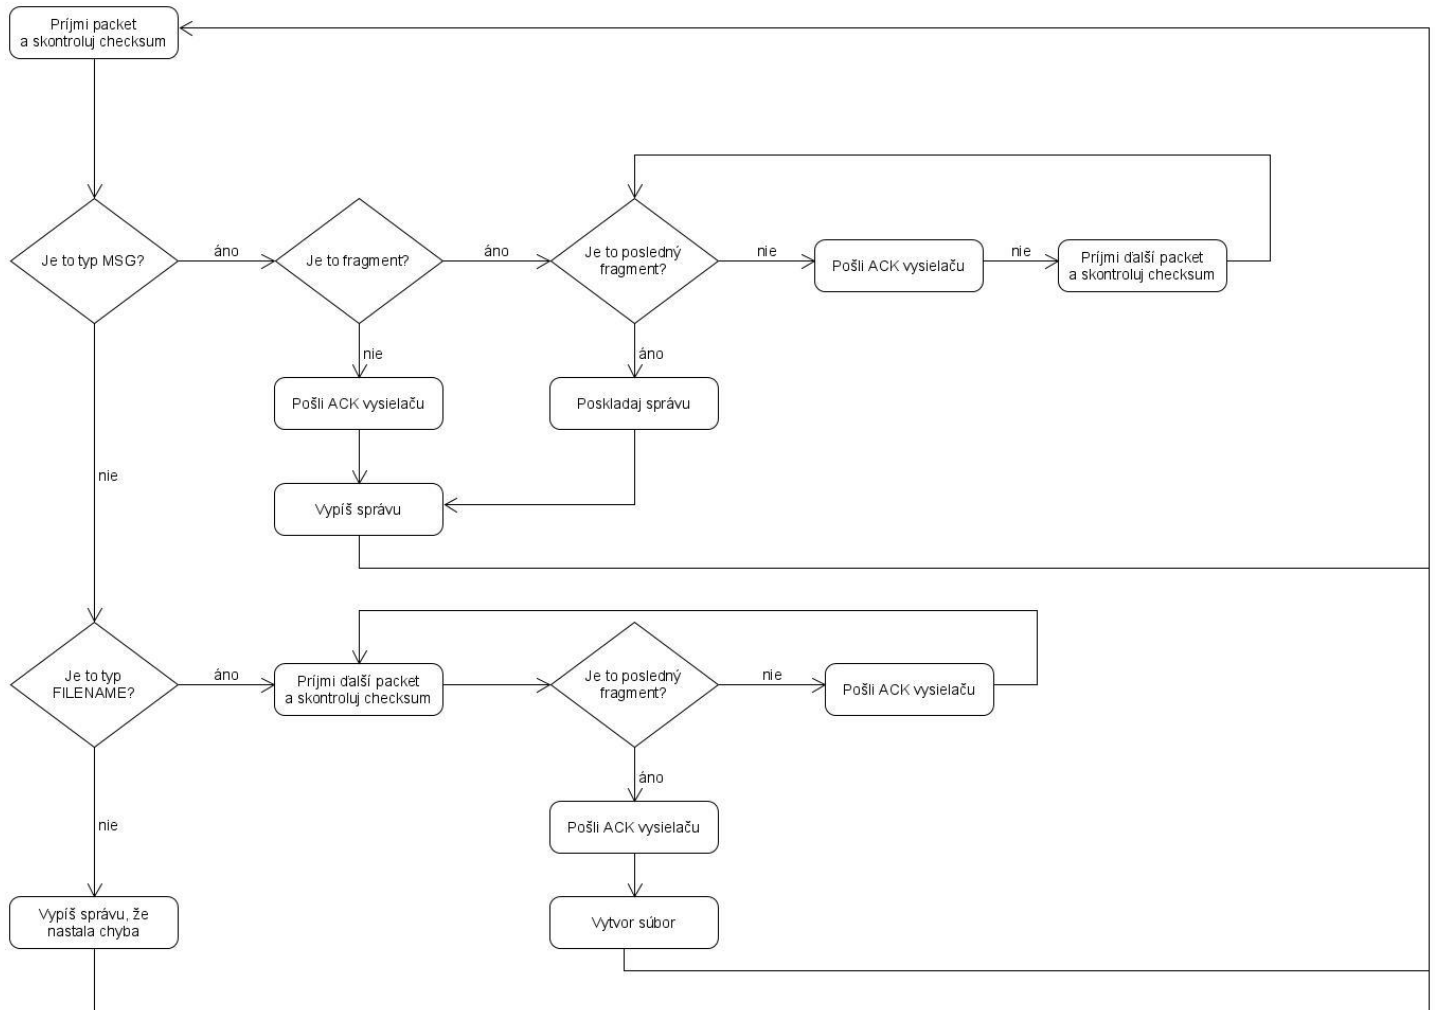 Príjmi packet
a skontroluj checksum
Je to typ MSG?
áno
Je to fragment?
áno
Je to posledný
fragment?
nie
Pošli ACK vysielaču
nie
Príjmi ďalší packet
a skontroluj checksum
nie
áno
Pošli ACK vysielaču
Poskladaj správu
nie
Vypíš správu
Je to typ
FILENAME?
áno
Príjmi ďalší packet
a skontroluj checksum
Je to posledný
fragment?
nie
Pošli ACK vysielaču
áno
nie
Pošli ACK vysielaču
Vypíš správu, že
nastala chyba
Vytvor súbor